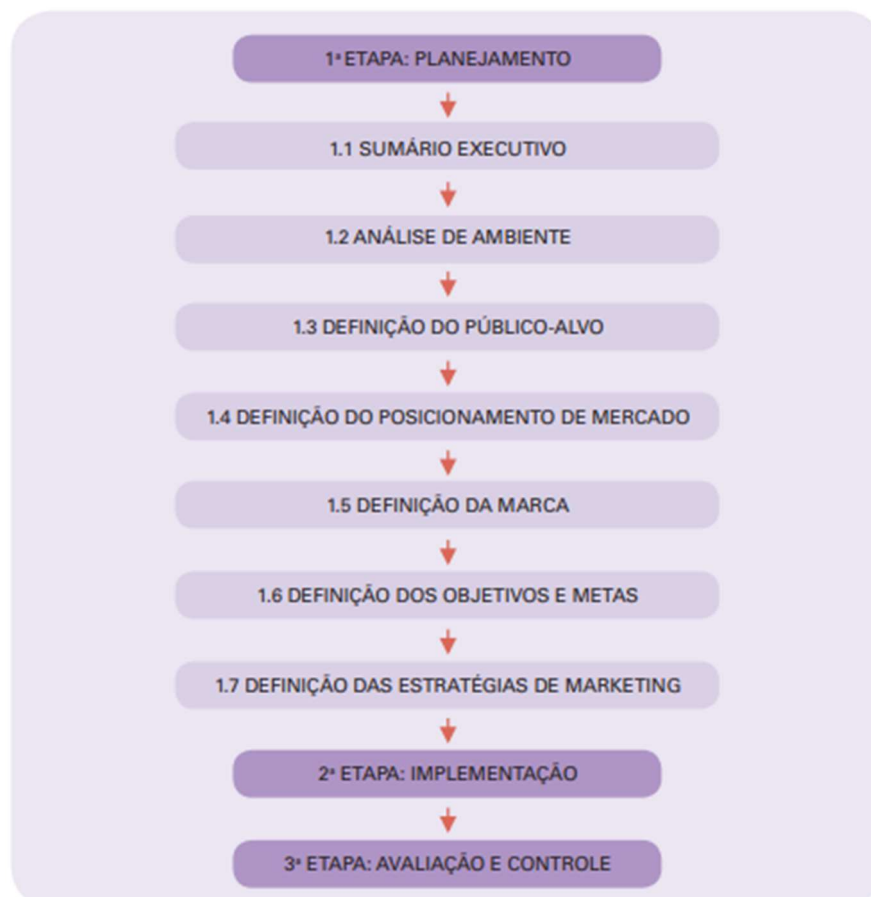 1ª ETAPA: PLANEJAMENTO
1.1 SUMÁRIO EXECUTIVO
1.2 ANÁLISE DE AMBIENTE
1.3 DEFINIÇÃO DO PÚBLICO-ALVO
1.4 DEFINIÇÃO DO POSICIONAMENTO DE MERCADO
1.5 DEFINIÇÃO DA MARCA
1.6 DEFINIÇÃO DOS OBJETIVOS E METAS
1.7 DEFINIÇÃO DAS ESTRATÉGIAS DE MARKETING
2ª ETAPA: IMPLEMENTAÇÃO
3ª ETAPA: AVALIAÇÃO E CONTROLE